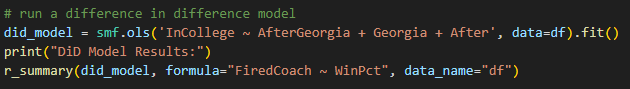 # run a difference in difference model
did_model = smf.ols('InCollege ~ AfterGeorgia + Georgia + After', data=df).fit()
print("DiD Model Results:")
r_summary(did_model, formula="FiredCoach ~ WinPct", data_name="df")